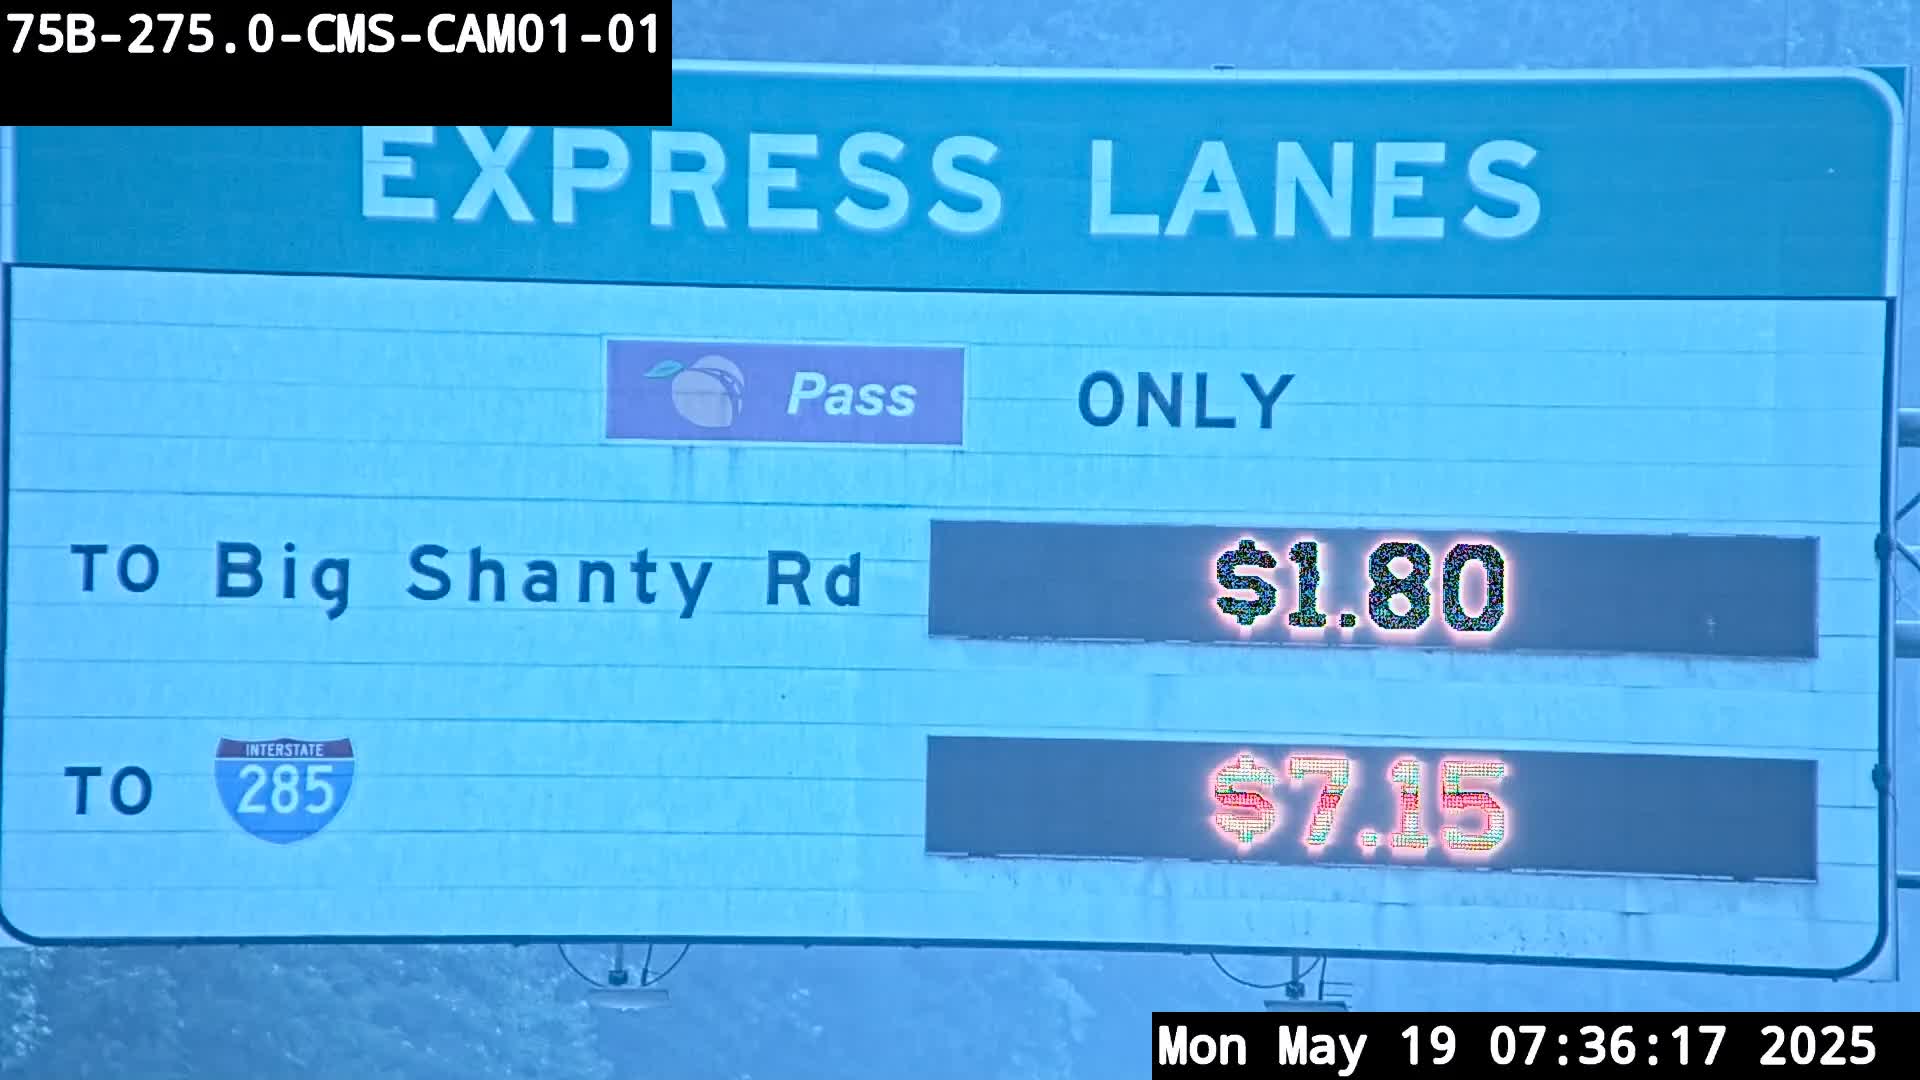 75B-275.0-CMS-CAM01-01
EXPRESS LANES
Pass ONLY
TO Big Shanty Rd $1.80
TO INTERSTATE 285 $7.15
Mon May 19 07:36:17 2025